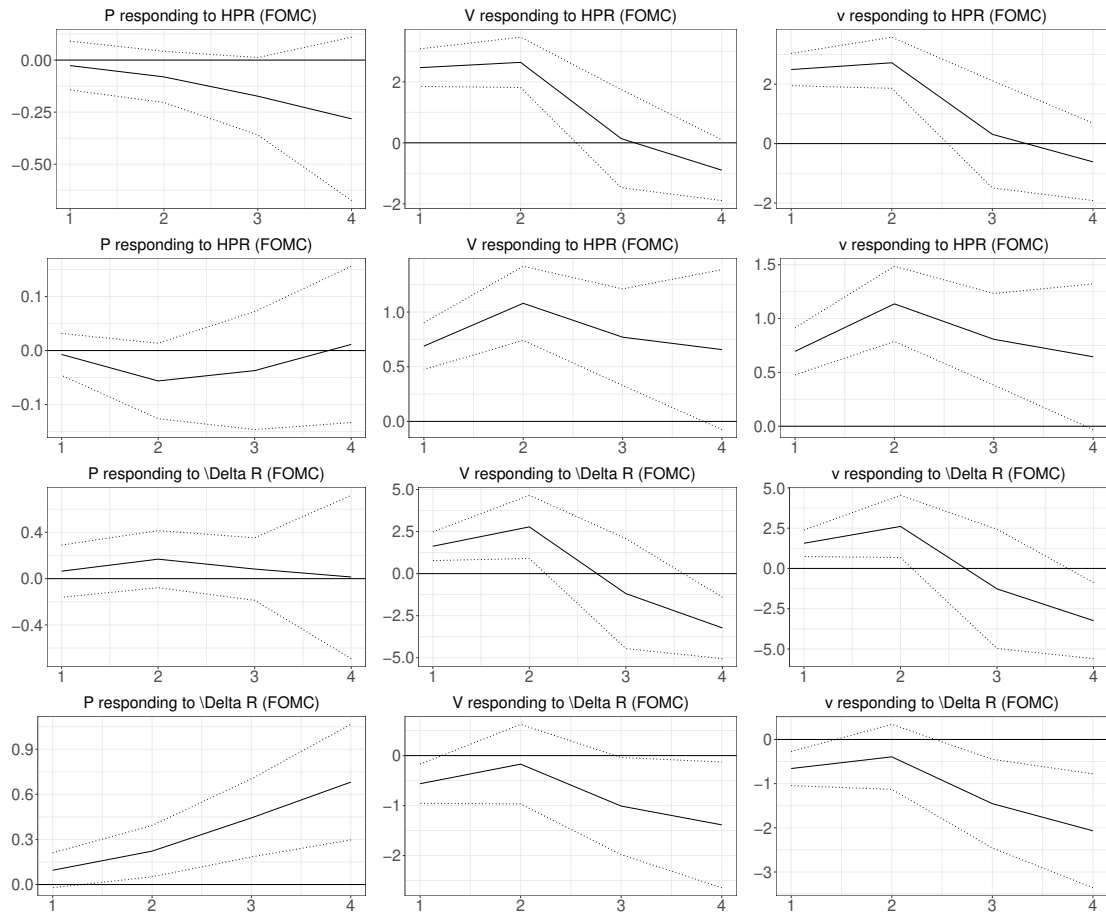 P responding to HPR (FOMC)
0.00
−0.25
−0.50
1 2 3 4
V responding to HPR (FOMC)
2
0
−2
1 2 3 4
v responding to HPR (FOMC)
2
0
−2
1 2 3 4
P responding to HPR (FOMC)
0.1
0.0
−0.1
1 2 3 4
V responding to HPR (FOMC)
1.0
0.5
0.0
1 2 3 4
v responding to HPR (FOMC)
1.5
1.0
0.5
0.0
1 2 3 4
P responding to \Delta R (FOMC)
0.4
0.0
−0.4
1 2 3 4
V responding to \Delta R (FOMC)
5.0
2.5
0.0
−2.5
−5.0
1 2 3 4
v responding to \Delta R (FOMC)
5.0
2.5
0.0
−2.5
−5.0
1 2 3 4
P responding to \Delta R (FOMC)
0.9
0.6
0.3
0.0
1 2 3 4
V responding to \Delta R (FOMC)
0
−1
−2
1 2 3 4
v responding to \Delta R (FOMC)
0
−1
−2
−3
1 2 3 4